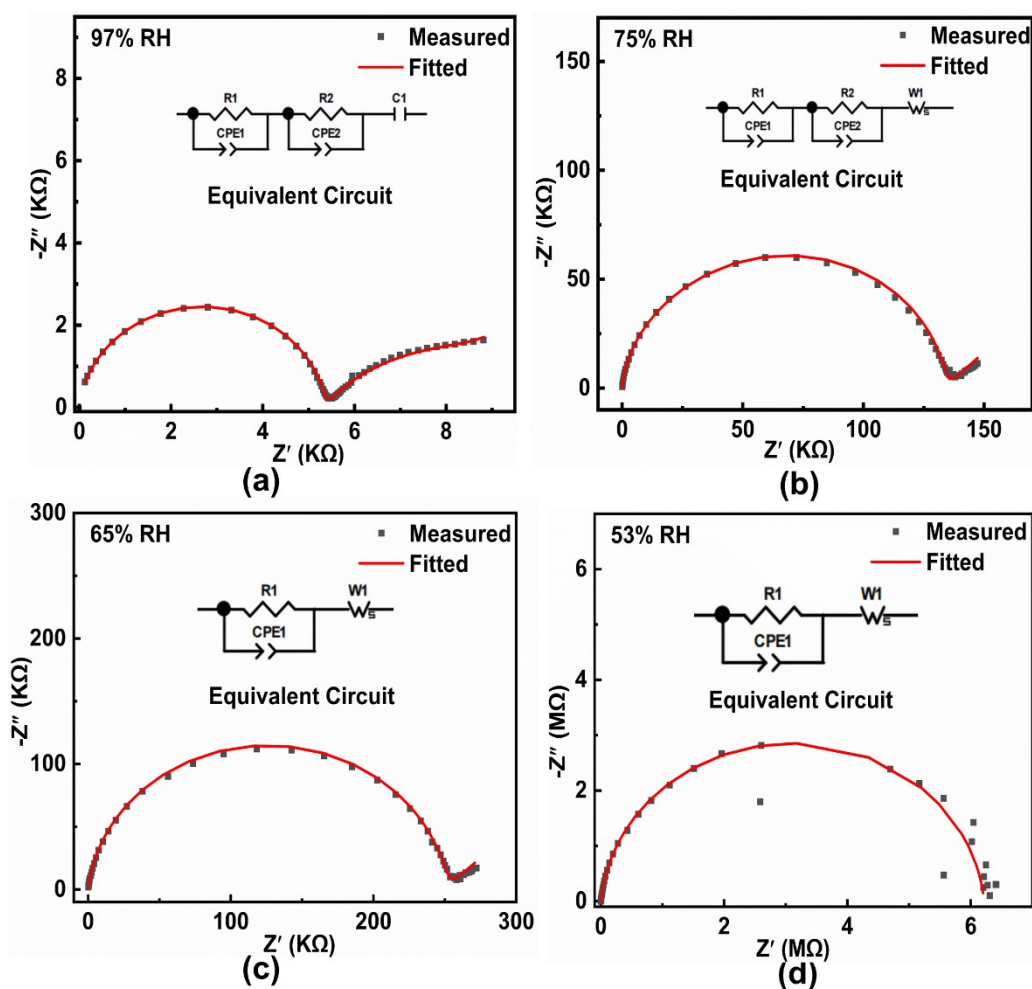 97% RH
Measured
Fitted
R1 R2 C1
CPE1 CPE2
Equivalent Circuit
-Z″ (KΩ)
8
6
4
2
0
0 2 4 6 8
Z′ (KΩ)
(a)
75% RH
Measured
Fitted
R1 R2 W1
s
CPE1 CPE2
Equivalent Circuit
-Z″ (KΩ)
150
100
50
0
0 50 100 150
Z′ (KΩ)
(b)
65% RH
Measured
Fitted
R1 W1
s
CPE1
Equivalent Circuit
-Z″ (KΩ)
300
200
100
0
0 100 200 300
Z′ (KΩ)
(c)
53% RH
Measured
Fitted
R1 W1
s
CPE1
Equivalent Circuit
-Z″ (MΩ)
6
4
2
0
0 2 4 6
Z′ (MΩ)
(d)